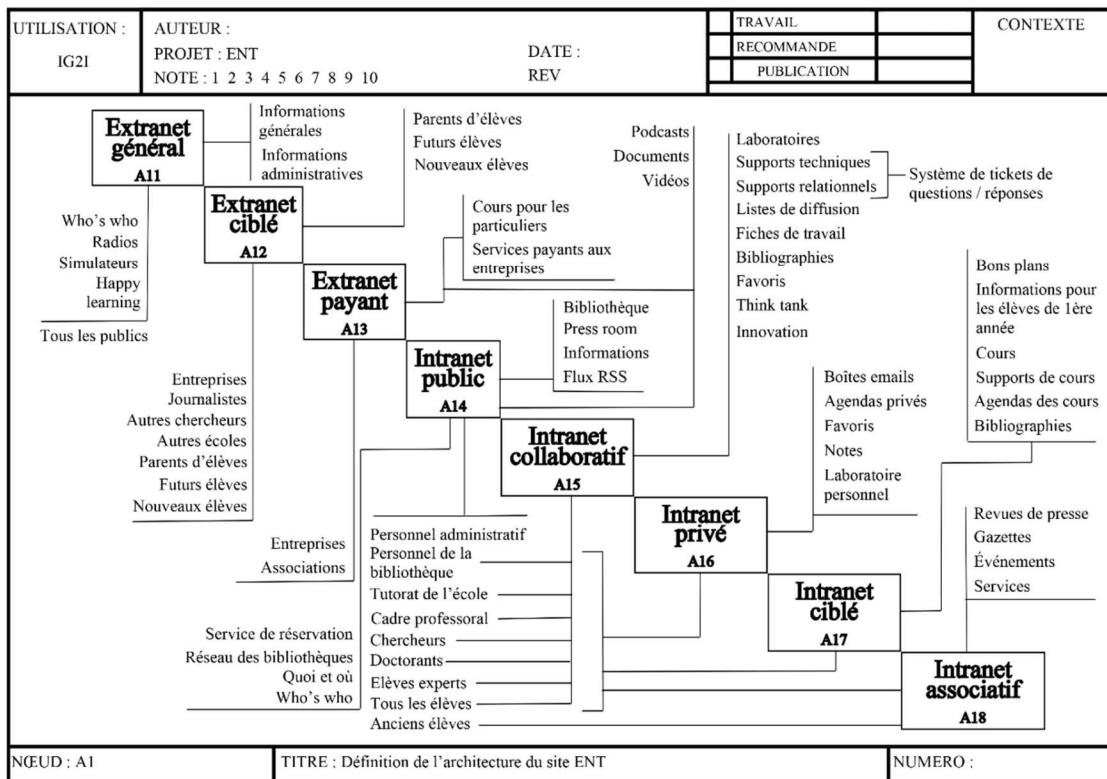 UTILISATION :
IG2I
AUTEUR :
PROJET : ENT
NOTE : 1 2 3 4 5 6 7 8 9 10
DATE :
REV
TRAVAIL
RECOMMANDE
PUBLICATION
CONTEXTE
Extranet
général
A11
Informations
générales
Informations
administratives
Who's who
Radios
Simulateurs
Happy
learning
Tous les publics
Extranet
ciblé
A12
Parents d'élèves
Futurs élèves
Nouveaux élèves
Entreprises
Journalistes
Autres chercheurs
Autres écoles
Parents d'élèves
Futurs élèves
Nouveaux élèves
Extranet
payant
A13
Cours pour les
particuliers
Services payants aux
entreprises
Podcasts
Documents
Vidéos
Entreprises
Associations
Intranet
public
A14
Bibliothèque
Press room
Informations
Flux RSS
Service de réservation
Réseau des bibliothèques
Quoi et où
Who's who
Intranet
collaboratif
A15
Laboratoires
Supports techniques
Supports relationnels
Système de tickets de
questions / réponses
Listes de diffusion
Fiches de travail
Bibliographies
Favoris
Think tank
Innovation
Personnel administratif
Personnel de la
bibliothèque
Tutorat de l'école
Cadre professoral
Chercheurs
Doctorants
Elèves experts
Tous les élèves
Anciens élèves
Intranet
privé
A16
Boîtes emails
Agendas privés
Favoris
Notes
Laboratoire
personnel
Intranet
ciblé
A17
Bons plans
Informations pour
les élèves de 1ère
année
Cours
Supports de cours
Agendas des cours
Bibliographies
Intranet
associatif
A18
Revues de presse
Gazettes
Événements
Services
NŒUD : A1
TITRE : Définition de l'architecture du site ENT
NUMERO :